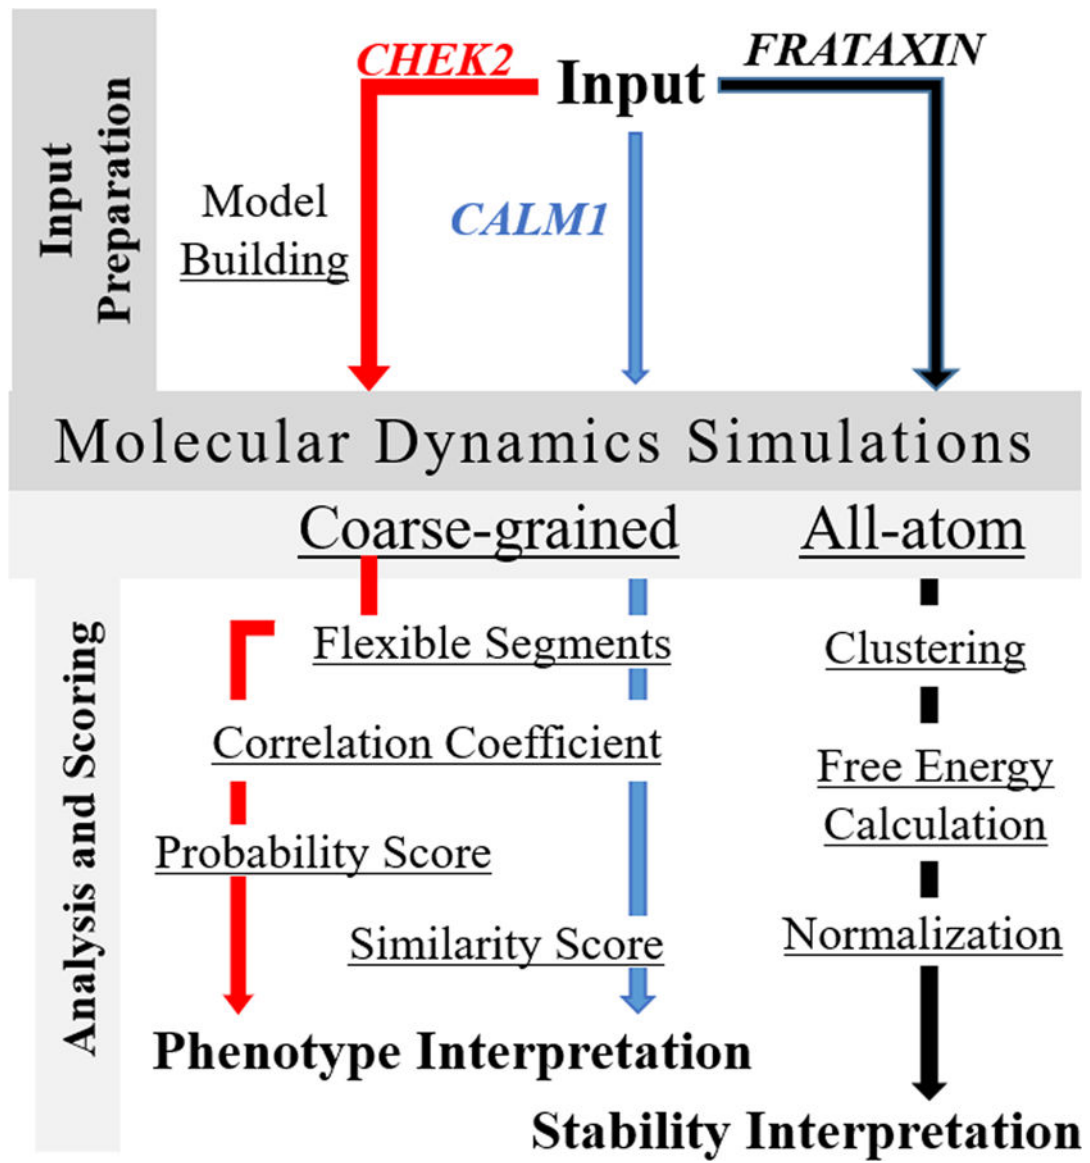 Input
Preparation
CHEK2
Input
FRATAXIN
Model
Building
CALM1
Molecular Dynamics Simulations
Coarse-grained
All-atom
Analysis and Scoring
Flexible Segments
Clustering
Correlation Coefficient
Free Energy
Calculation
Probability Score
Similarity Score
Normalization
Phenotype Interpretation
Stability Interpretation